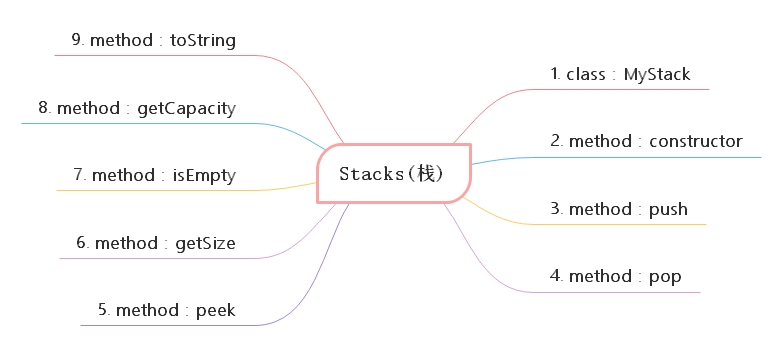 Stacks(栈)
1. class : MyStack
2. method : constructor
3. method : push
4. method : pop
5. method : peek
6. method : getSize
7. method : isEmpty
8. method : getCapacity
9. method : toString